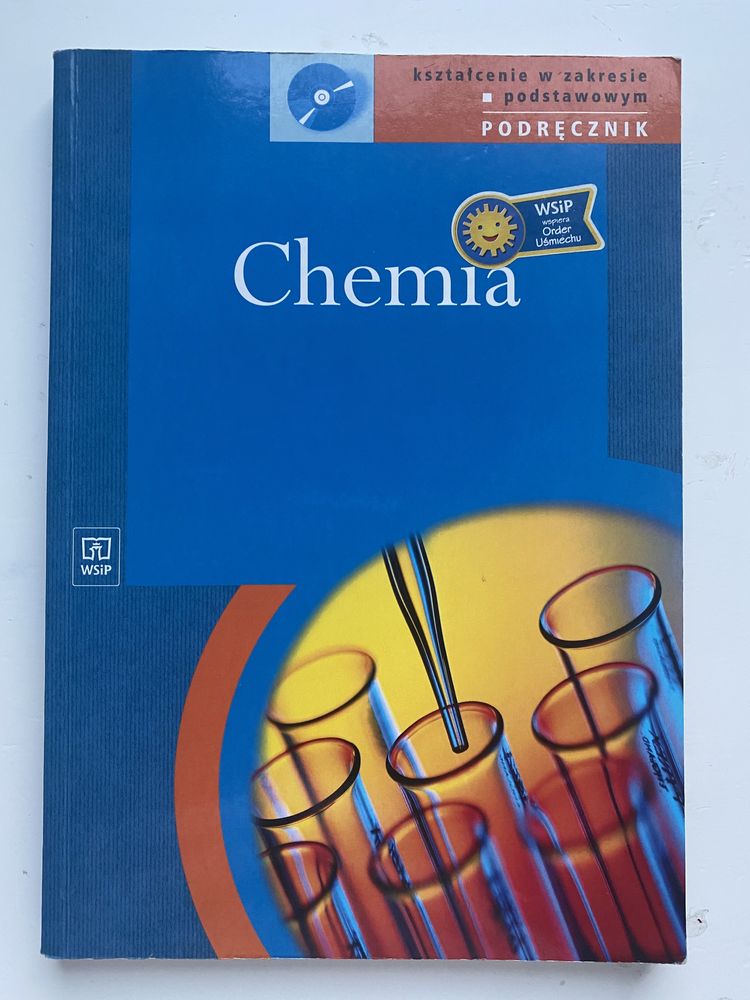 kształcenie w zakresie
podstawowym
PODRĘCZNIK
WSiP
wspiera
Order
Uśmiechu
Chemia
WSiP